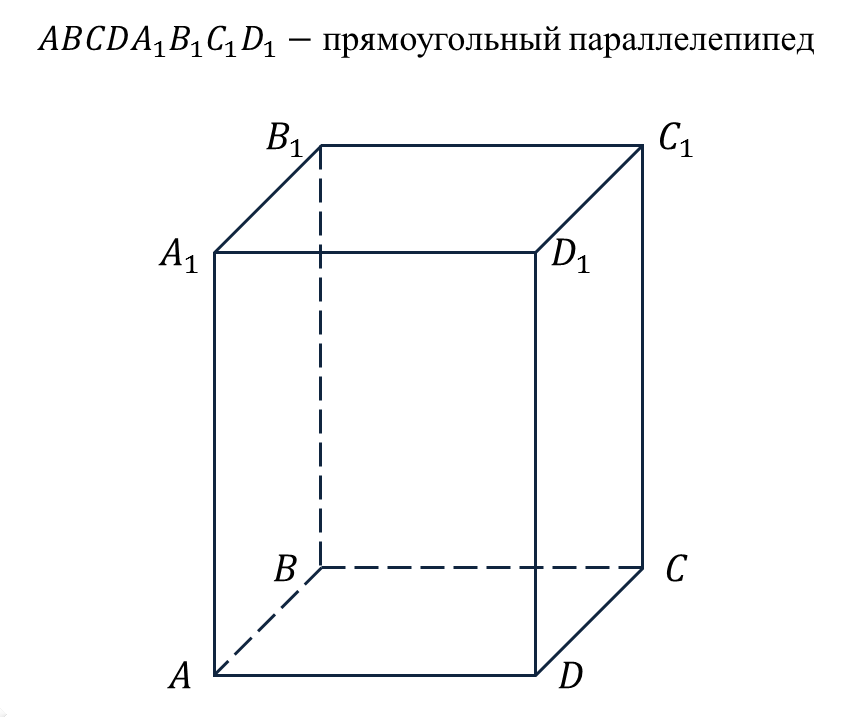 ABCDA₁B₁C₁D₁ − прямоугольный параллелепипед
B₁ C₁
A₁ D₁
B C
A D